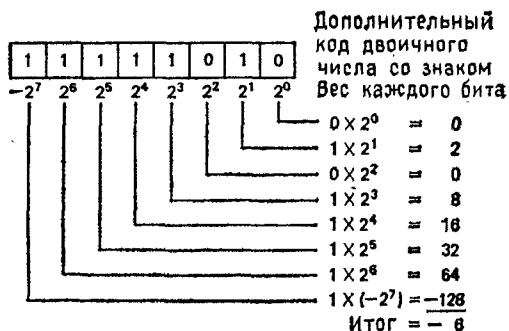 Дополнительный
код двоичного
числа со знаком
Вес каждого бита
1 1 1 1 1 0 1 0
-2⁷ 2⁶ 2⁵ 2⁴ 2³ 2² 2¹ 2⁰
0 X 2⁰ = 0
1 X 2¹ = 2
0 X 2² = 0
1 X 2³ = 8
1 X 2⁴ = 16
1 X 2⁵ = 32
1 X 2⁶ = 64
1 X (-2⁷) = -128
Итог = - 6